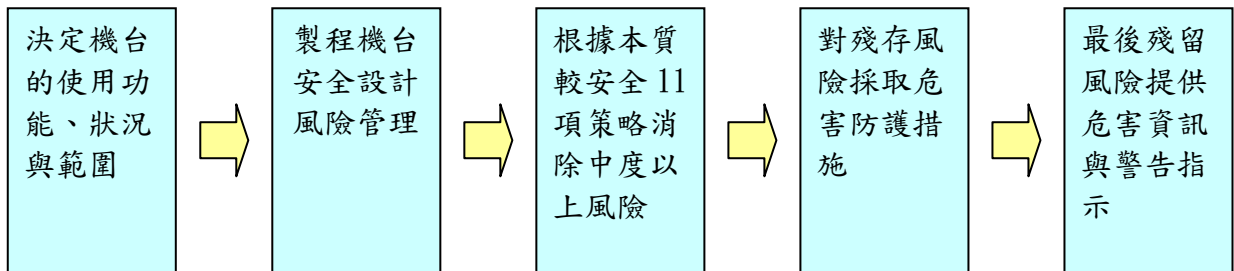 決定機台
的使用功
能、狀況
與範圍
製程機台
安全設計
風險管理
根據本質
較安全 11
項策略消
除中度以
上風險
對殘存風
險採取危
害防護措
施
最後殘留
風險提供
危害資訊
與警告指
示